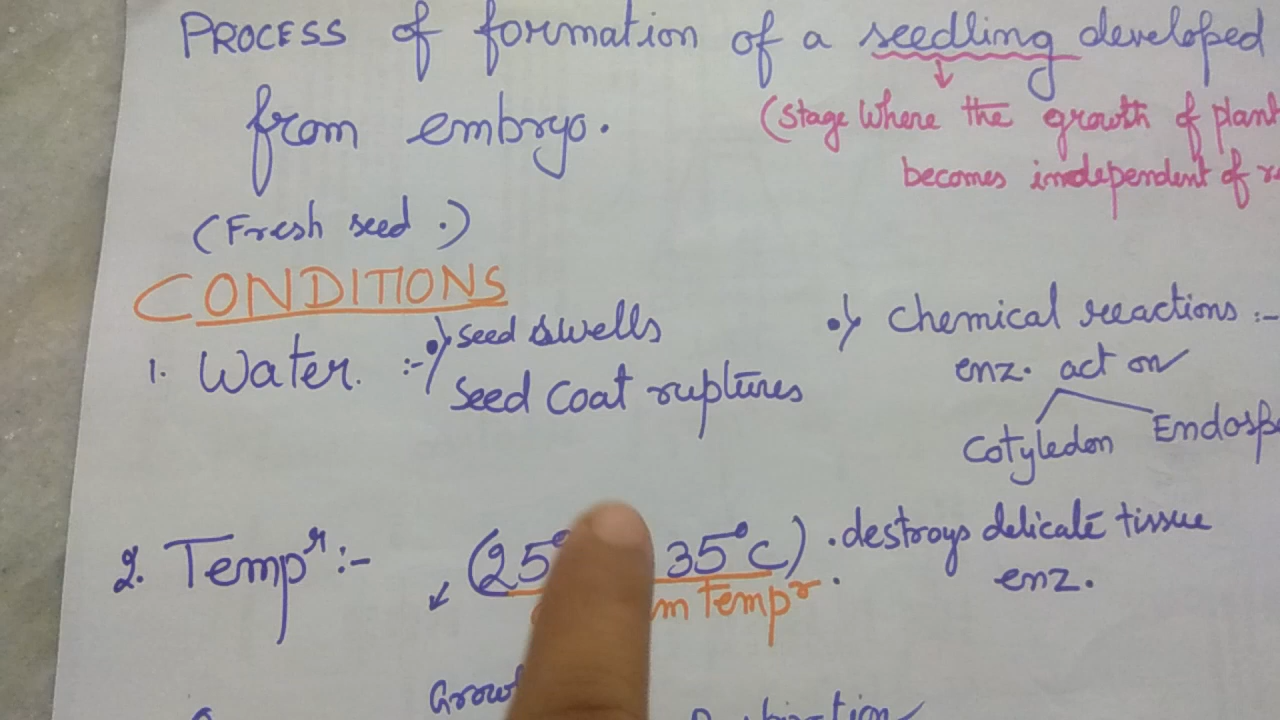 PROCESS of formation of a seedling developed
from embryo.
(stage where the growth of plant
becomes independent of
(Fresh seed.)
CONDITIONS
1. Water. :- •) seed swells
seed coat ruptures
•) Chemical reactions :-
enz. act on
Cotyledon
2. Temp^r :- (25° 35°C)
Temp^r
. destroys delicate tissue
enz.